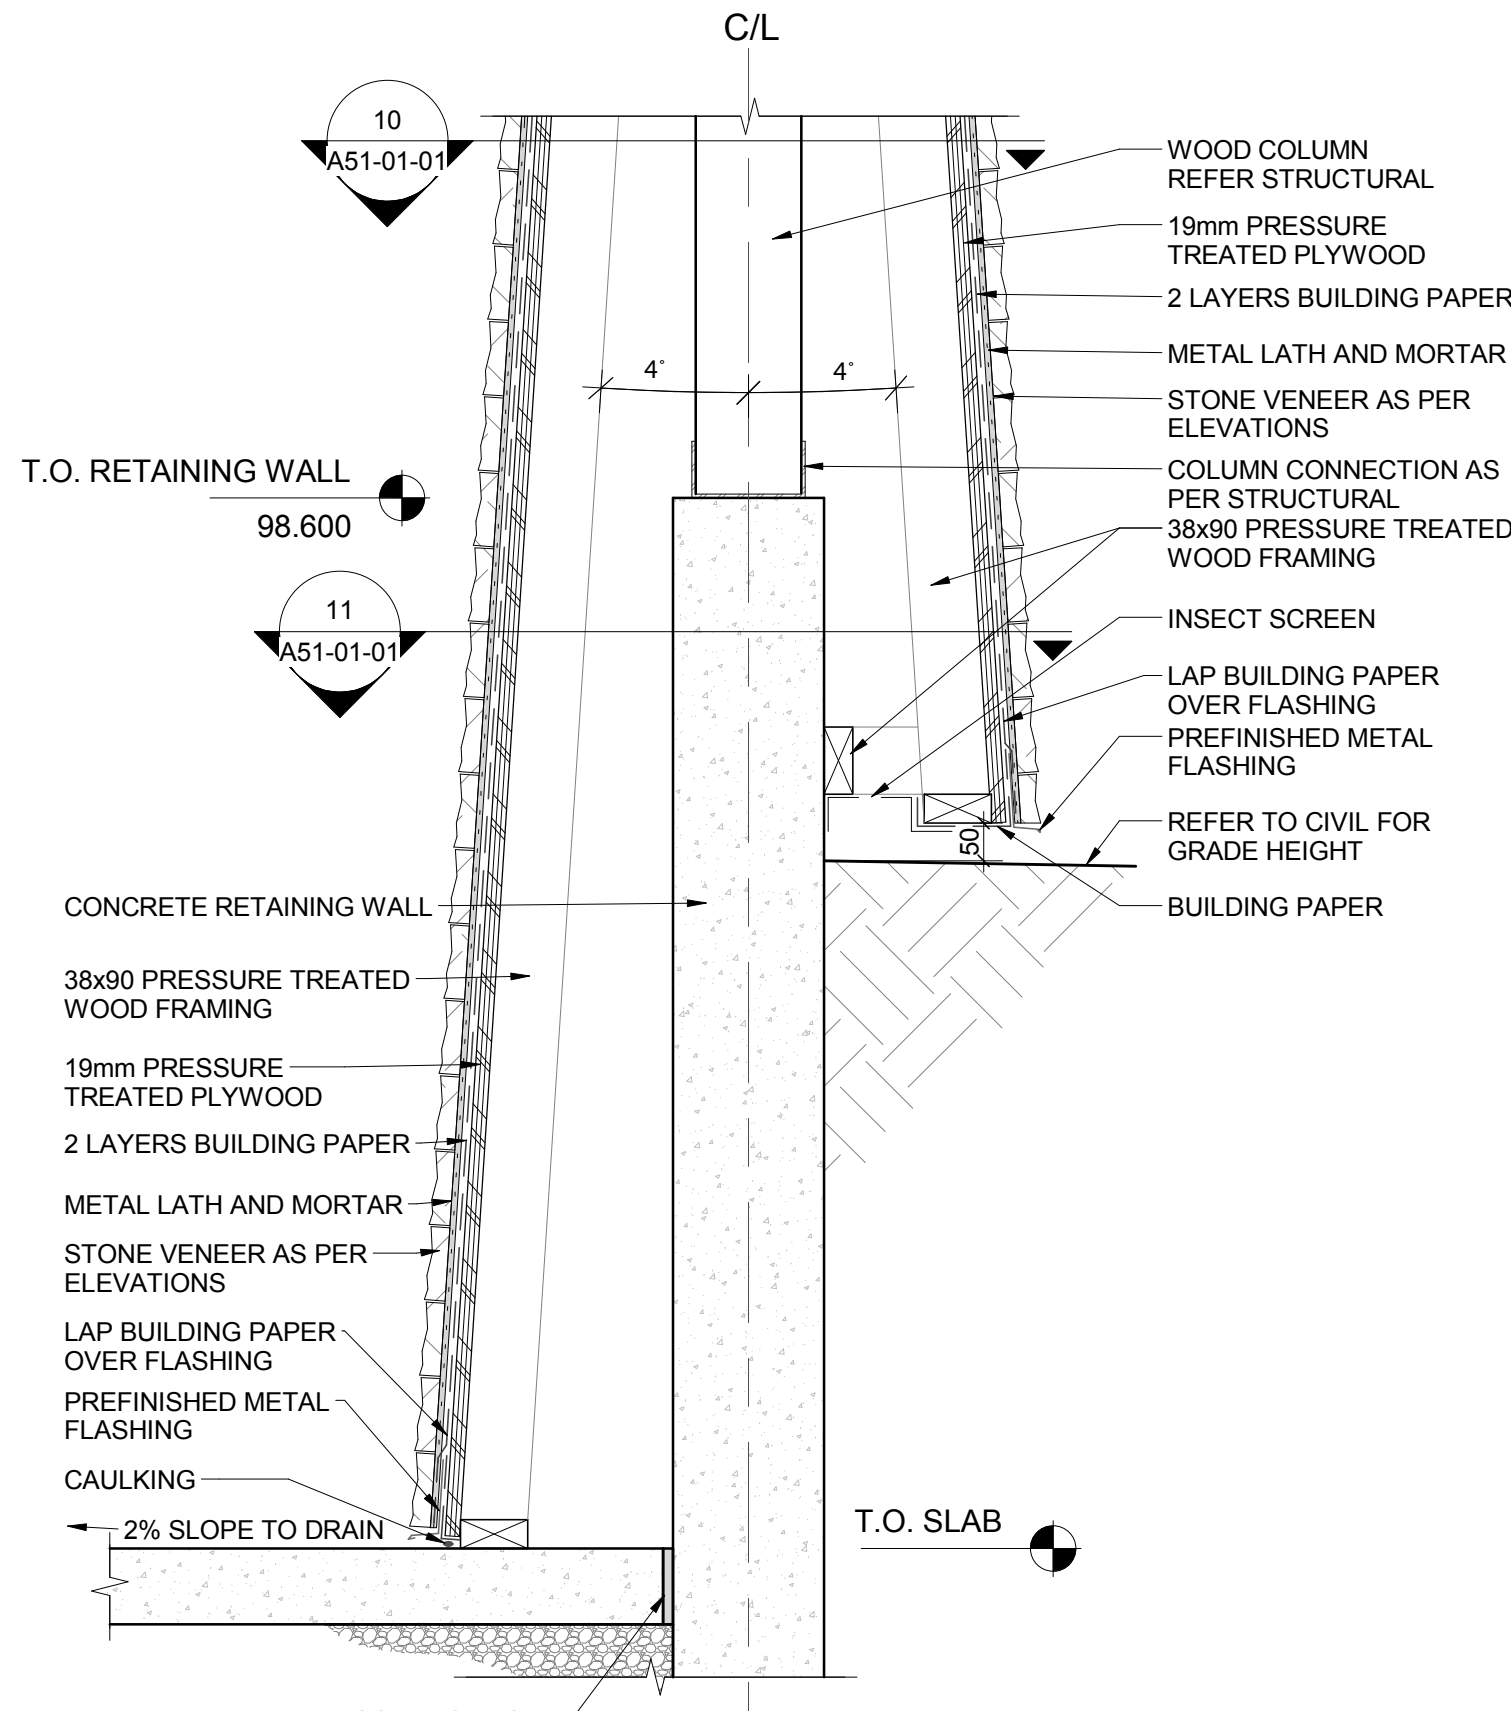 C/L
10
A51-01-01
WOOD COLUMN
REFER STRUCTURAL
19mm PRESSURE
TREATED PLYWOOD
2 LAYERS BUILDING PAPER
METAL LATH AND MORTAR
STONE VENEER AS PER
ELEVATIONS
COLUMN CONNECTION AS
PER STRUCTURAL
38x90 PRESSURE TREATED
WOOD FRAMING
INSECT SCREEN
LAP BUILDING PAPER
OVER FLASHING
PREFINISHED METAL
FLASHING
REFER TO CIVIL FOR
GRADE HEIGHT
BUILDING PAPER
4°
4°
T.O. RETAINING WALL
98.600
11
A51-01-01
50
CONCRETE RETAINING WALL
38x90 PRESSURE TREATED
WOOD FRAMING
19mm PRESSURE
TREATED PLYWOOD
2 LAYERS BUILDING PAPER
METAL LATH AND MORTAR
STONE VENEER AS PER
ELEVATIONS
LAP BUILDING PAPER
OVER FLASHING
PREFINISHED METAL
FLASHING
CAULKING
2% SLOPE TO DRAIN
T.O. SLAB